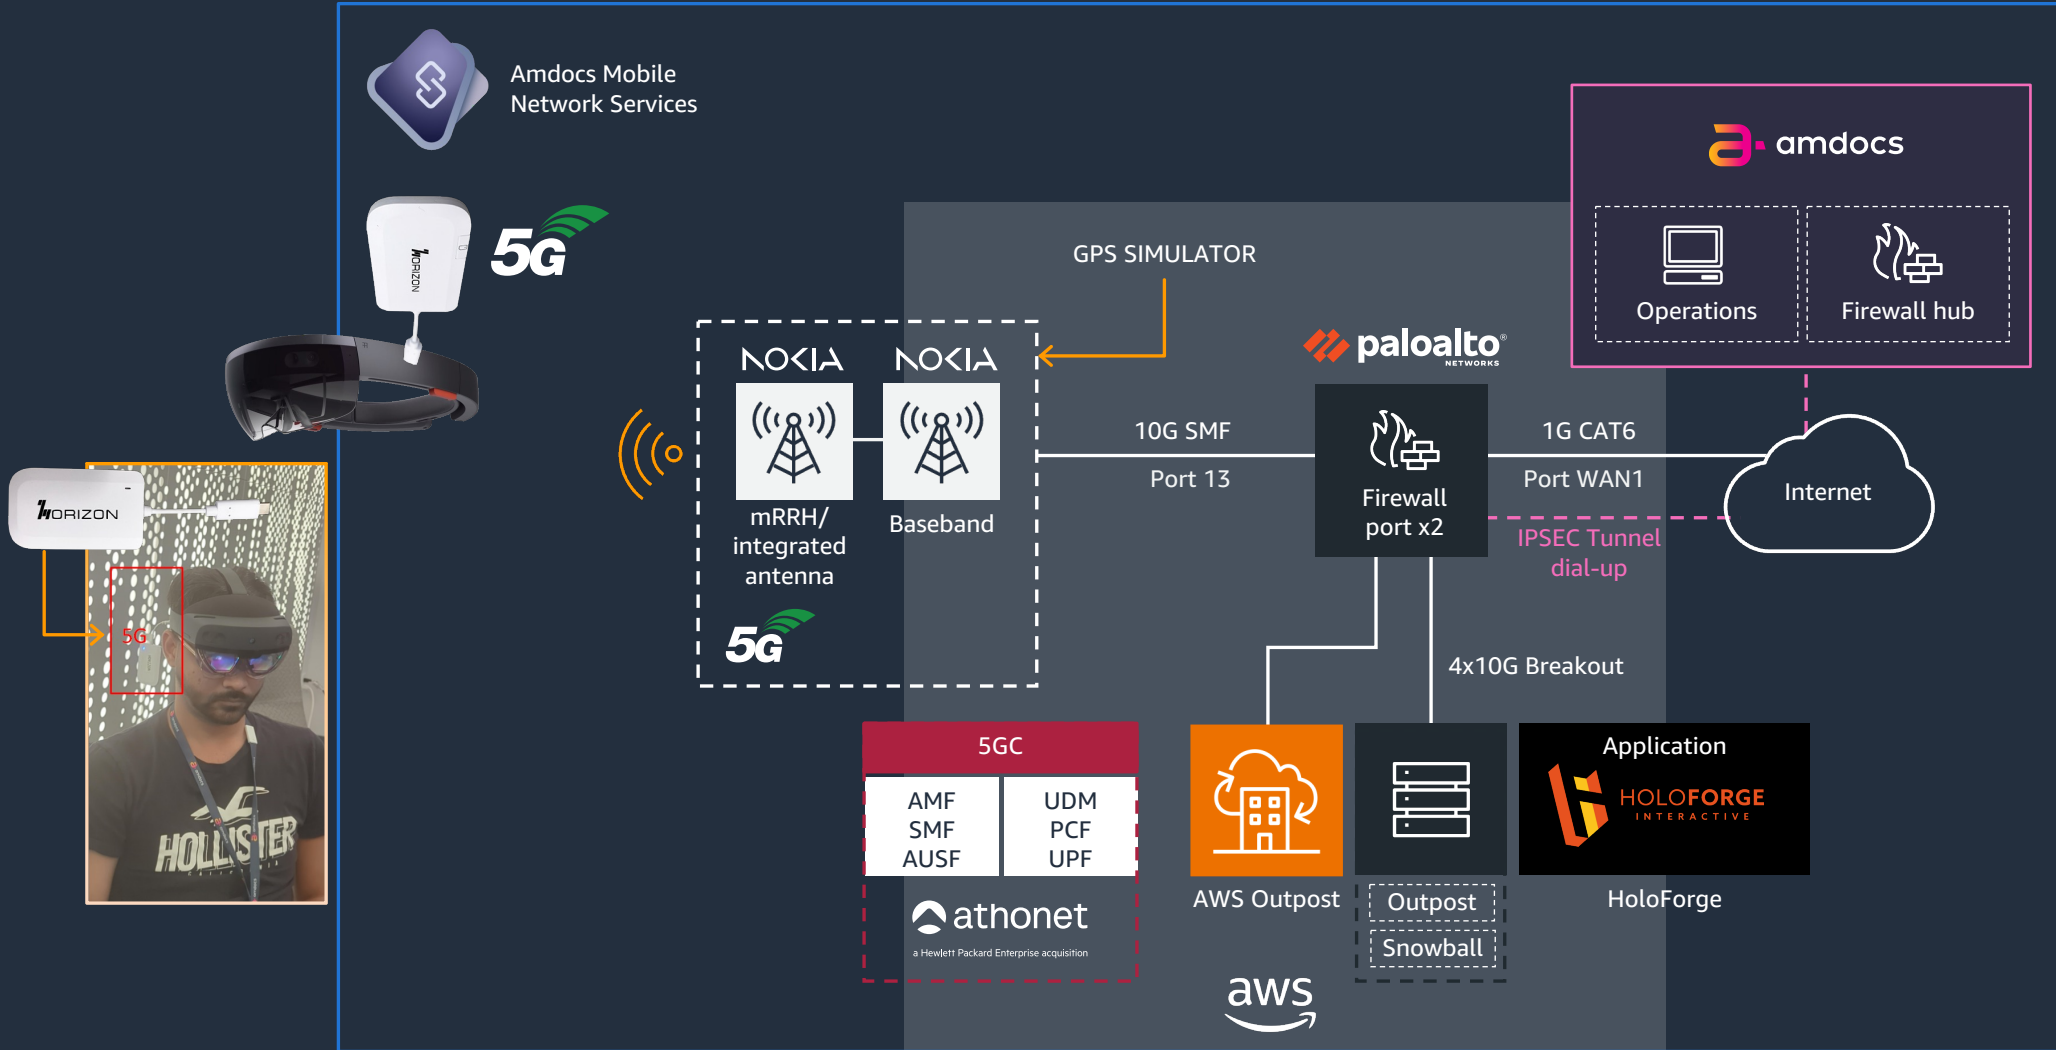 Amdocs Mobile
Network Services
HORIZON
5G
GPS SIMULATOR
amdocs
Operations
Firewall hub
NOKIA
NOKIA
mRRH/
integrated
antenna
Baseband
5G
10G SMF
Port 13
paloalto®
NETWORKS
Firewall
port x2
1G CAT6
Port WAN1
IPSEC Tunnel
dial-up
Internet
4x10G Breakout
HORIZON
5G
HOLLISTER
CALIFORNIA
5GC
AMF
SMF
AUSF
UDM
PCF
UPF
athonet
a Hewlett Packard Enterprise acquisition
AWS Outpost
Outpost
Snowball
Application
HOLOFORGE
INTERACTIVE
HoloForge
aws